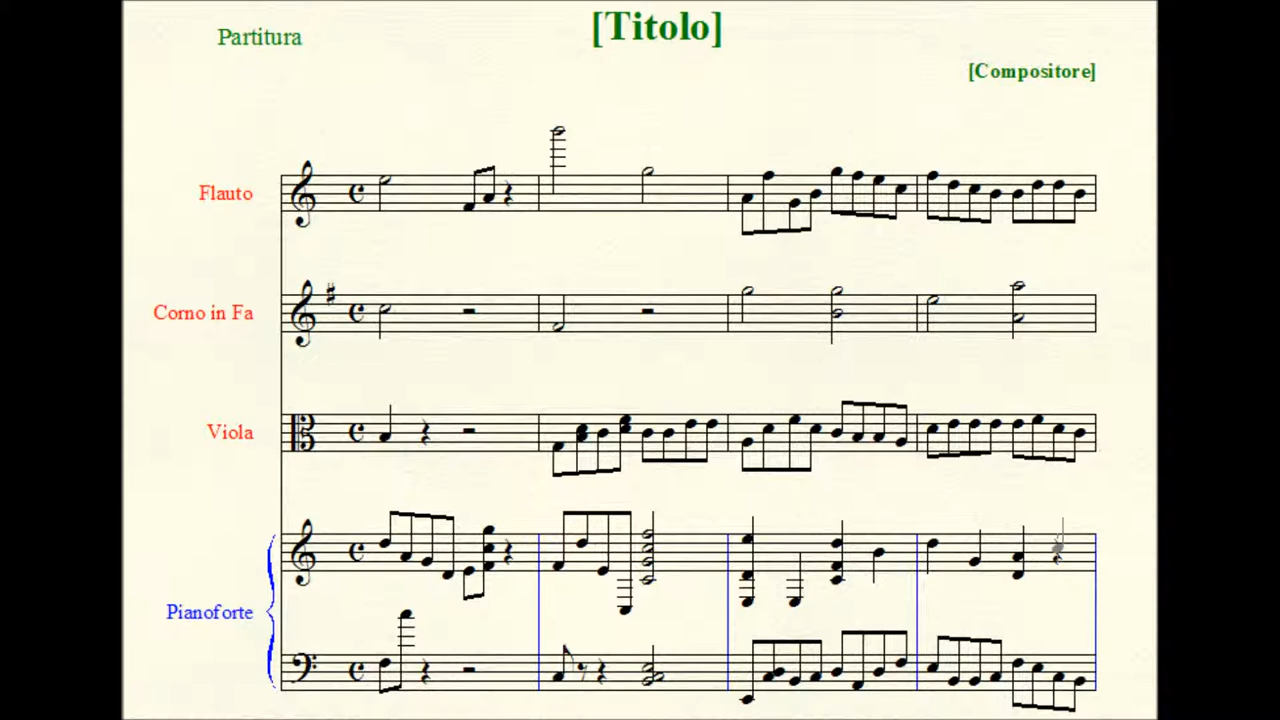 [Titolo]
Partitura
[Compositore]
Flauto
Corno in Fa
Viola
Pianoforte